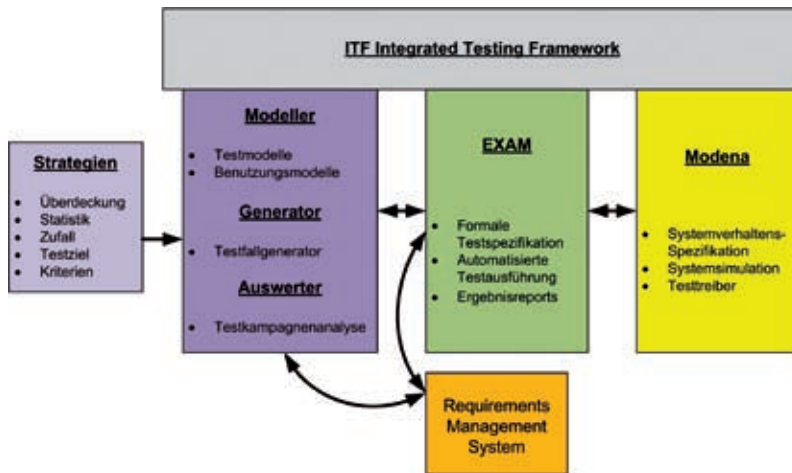 ITF Integrated Testing Framework
Strategien
• Überdeckung
• Statistik
• Zufall
• Testziel
• Kriterien
Modeller
• Testmodelle
• Benutzungsmodelle
Generator
• Testfallgenerator
Auswerter
• Testkampagnenanalyse
EXAM
• Formale
Testspezifikation
• Automatisierte
Testausführung
• Ergebnisreports
Modena
• Systemverhaltens-
Spezifikation
• Systemsimulation
• Testtreiber
Requirements
Management
System